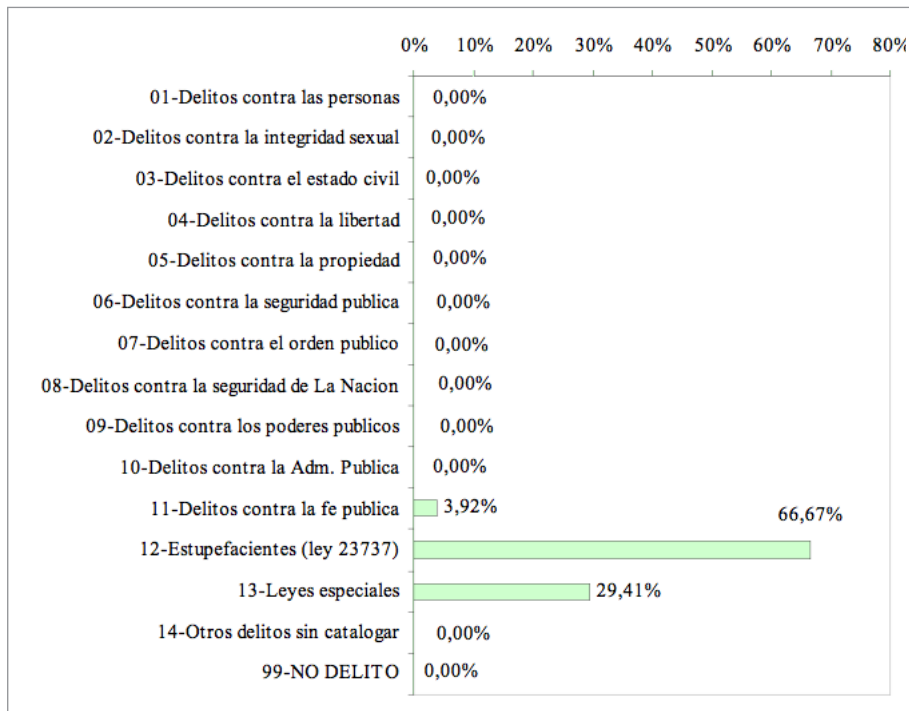 0% 10% 20% 30% 40% 50% 60% 70% 80%
01-Delitos contra las personas 0,00%
02-Delitos contra la integridad sexual 0,00%
03-Delitos contra el estado civil 0,00%
04-Delitos contra la libertad 0,00%
05-Delitos contra la propiedad 0,00%
06-Delitos contra la seguridad publica 0,00%
07-Delitos contra el orden publico 0,00%
08-Delitos contra la seguridad de La Nacion 0,00%
09-Delitos contra los poderes publicos 0,00%
10-Delitos contra la Adm. Publica 0,00%
11-Delitos contra la fe publica 3,92%
66,67%
12-Estupefacientes (ley 23737)
13-Leyes especiales 29,41%
14-Otros delitos sin catalogar 0,00%
99-NO DELITO 0,00%